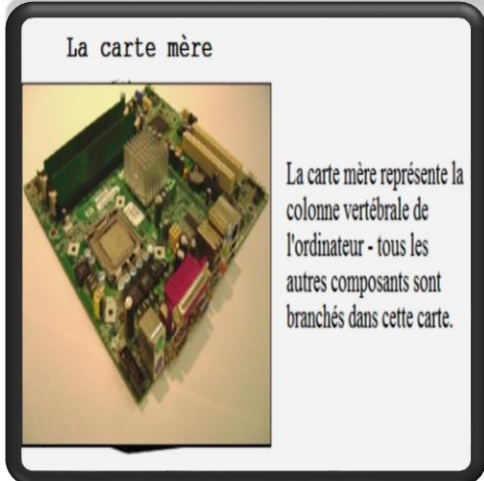 La carte mère
La carte mère représente la
colonne vertébrale de
l'ordinateur - tous les
autres composants sont
branchés dans cette carte.